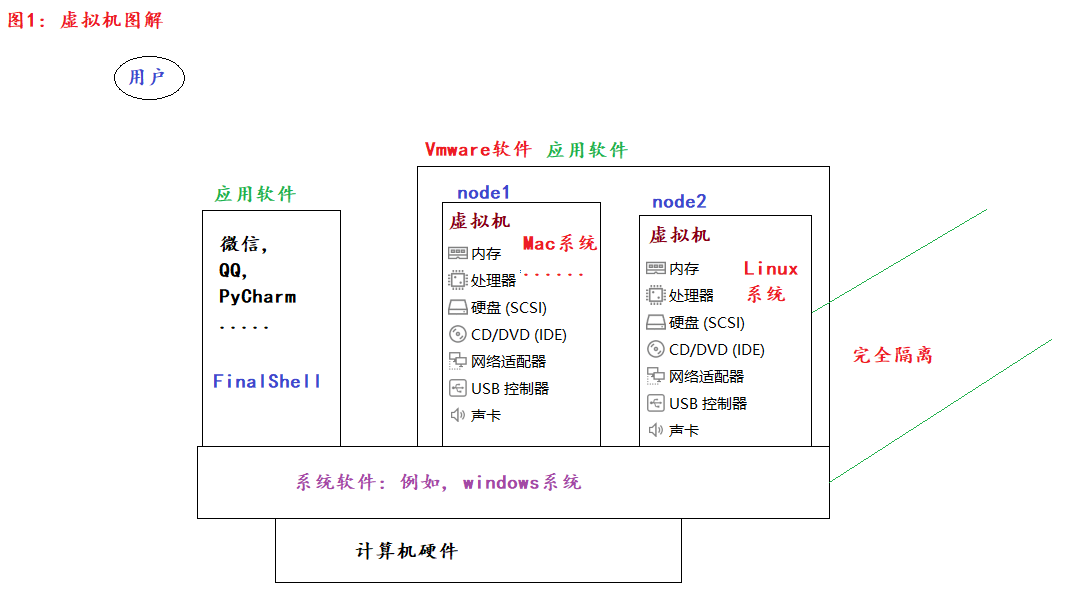 图1: 虚拟机图解
用户
Vmware软件 应用软件
应用软件
微信,
QQ,
PyCharm
.....
FinalShell
node1
虚拟机
Mac系统
......
内存
处理器
硬盘 (SCSI)
CD/DVD (IDE)
网络适配器
USB 控制器
声卡
node2
虚拟机
Linux
系统
内存
处理器
硬盘 (SCSI)
CD/DVD (IDE)
网络适配器
USB 控制器
声卡
完全隔离
系统软件: 例如, windows系统
计算机硬件